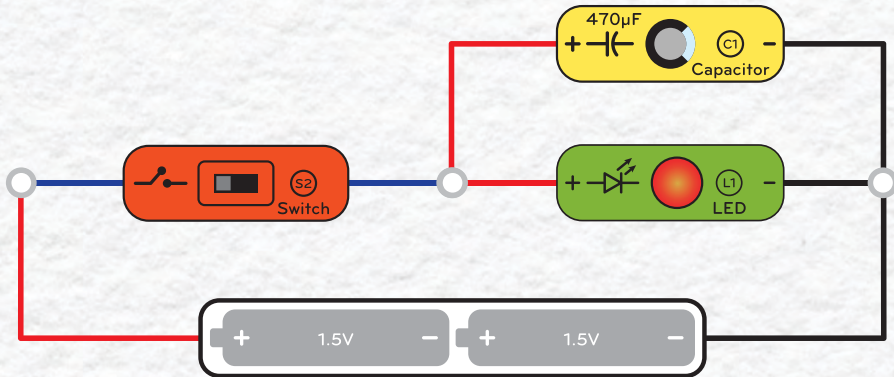 470µF
+ C1 -
Capacitor
S2
Switch
+ L1 -
LED
+ 1.5V - + 1.5V -